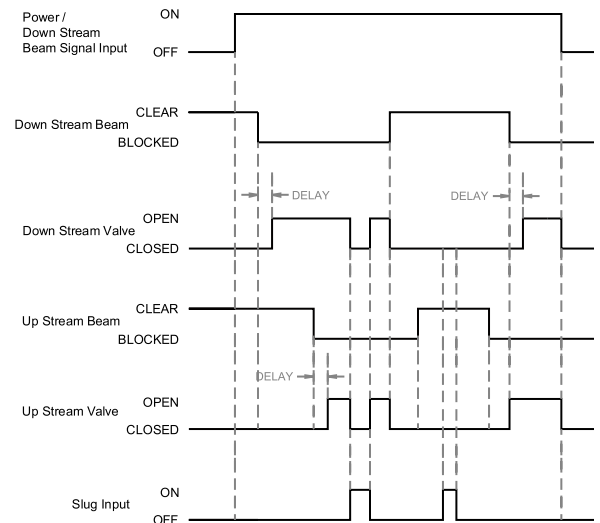 Power /
Down Stream
Beam Signal Input
ON
OFF
Down Stream Beam
CLEAR
BLOCKED
DELAY
DELAY
Down Stream Valve
OPEN
CLOSED
Up Stream Beam
CLEAR
BLOCKED
DELAY
Up Stream Valve
OPEN
CLOSED
Slug Input
ON
OFF